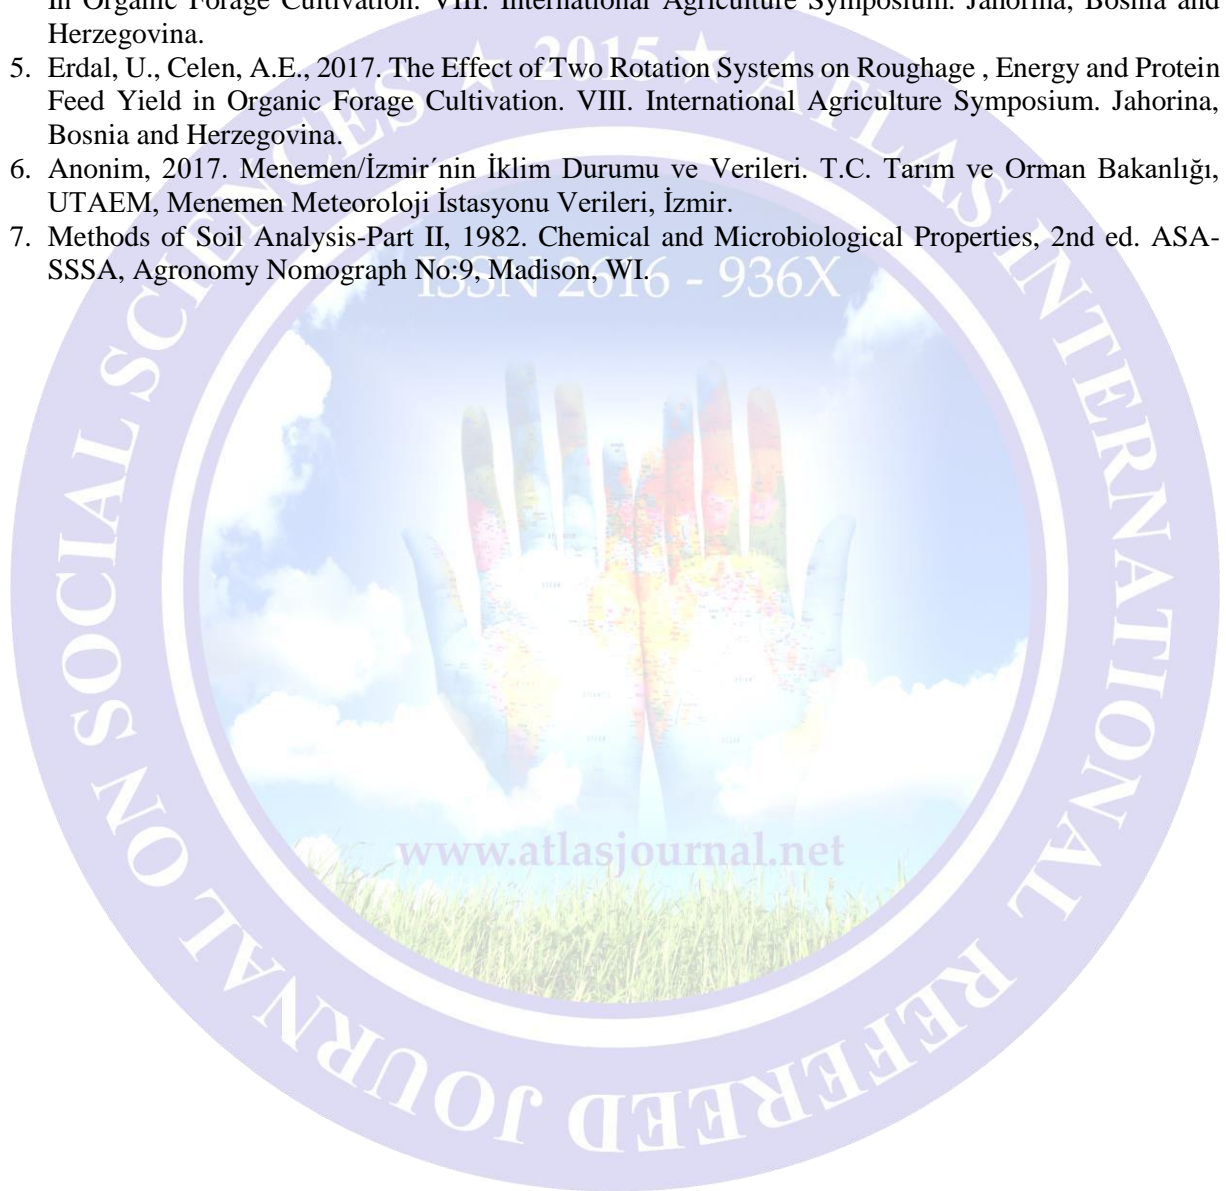 In Organic Forage Cultivation. VIII. International Agriculture Symposium. Jahorina, Bosnia and
Herzegovina.
5. Erdal, U., Celen, A.E., 2017. The Effect of Two Rotation Systems on Roughage , Energy and Protein
Feed Yield in Organic Forage Cultivation. VIII. International Agriculture Symposium. Jahorina,
Bosnia and Herzegovina.
6. Anonim, 2017. Menemen/İzmir´nin İklim Durumu ve Verileri. T.C. Tarım ve Orman Bakanlığı,
UTAEM, Menemen Meteoroloji İstasyonu Verileri, İzmir.
7. Methods of Soil Analysis-Part II, 1982. Chemical and Microbiological Properties, 2nd ed. ASA-
SSSA, Agronomy Nomograph No:9, Madison, WI.
★ 2015 ★
ATLAS INTERNATIONAL REFEREED JOURNAL ON SOCIAL SCIENCES
ISSN 2616 - 936X
www.atlasjournal.net